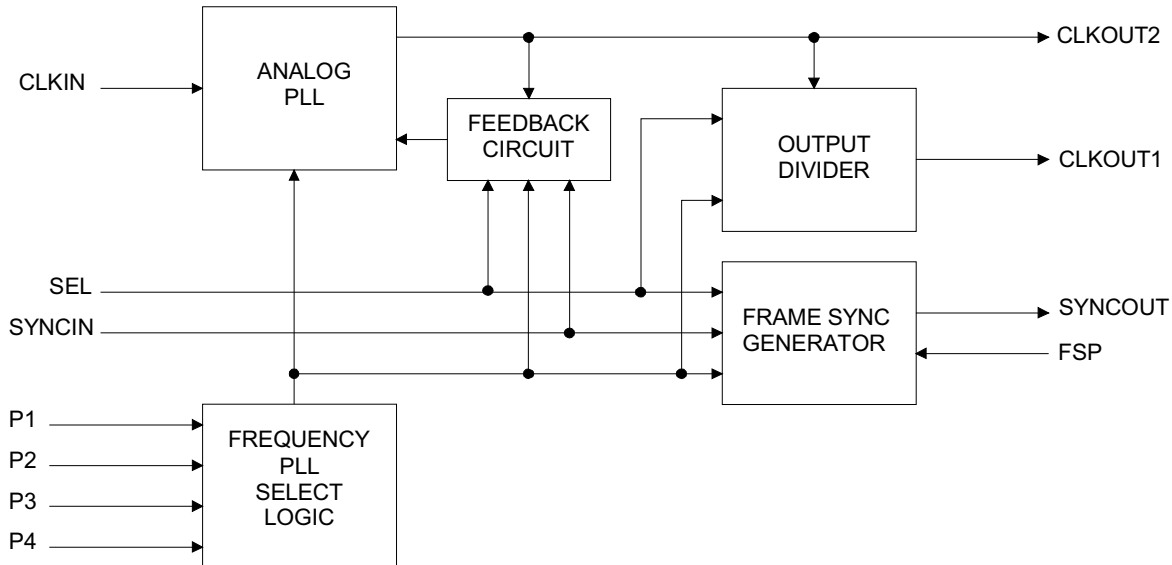 CLKIN
ANALOG
PLL
FEEDBACK
CIRCUIT
OUTPUT
DIVIDER
CLKOUT2
CLKOUT1
SEL
SYNCIN
FRAME SYNC
GENERATOR
SYNCOUT
FSP
P1
P2
P3
P4
FREQUENCY
PLL
SELECT
LOGIC